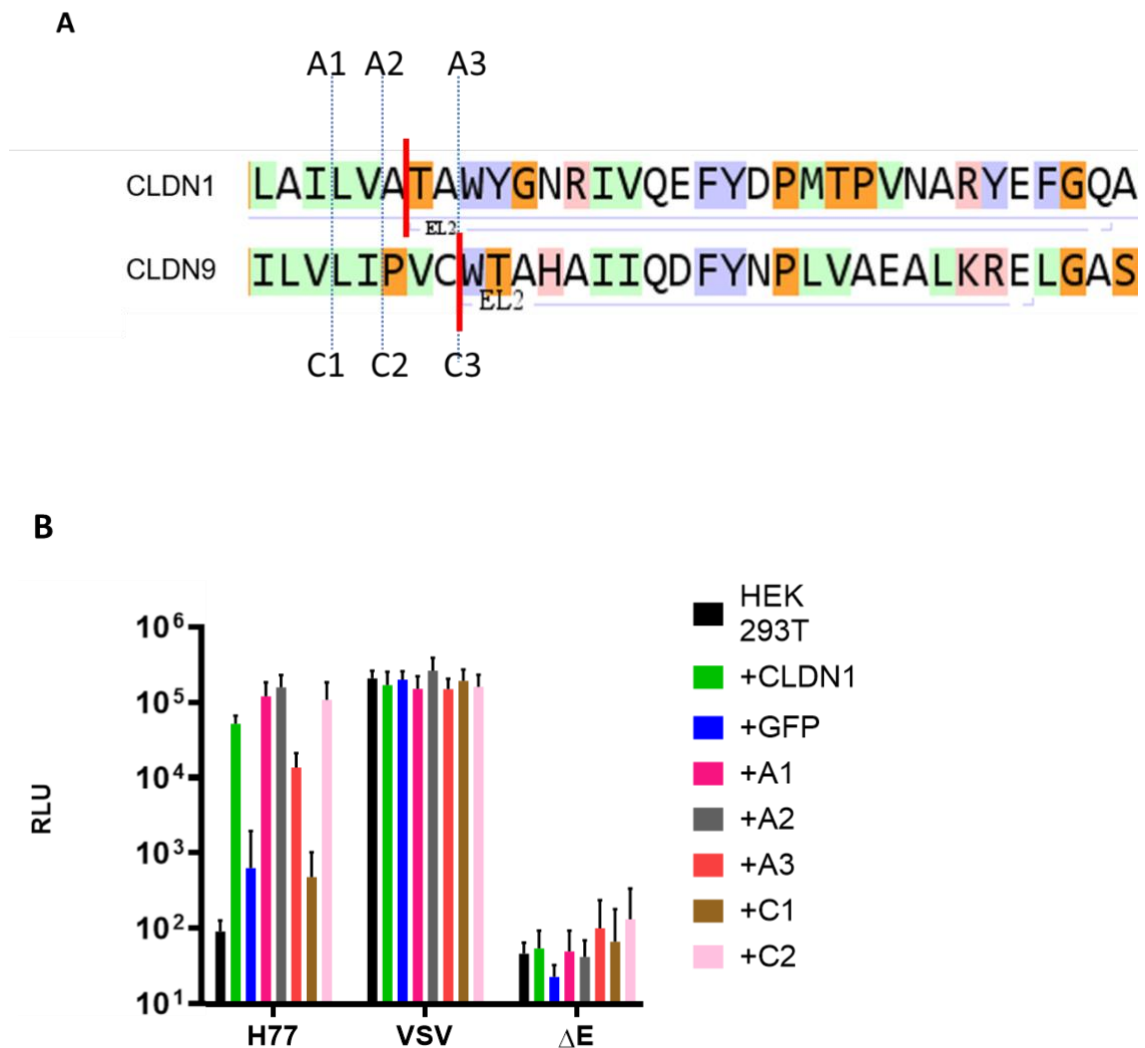 A
A1 A2 A3
CLDN1 LAILVATAWYGNRIVQEFYDPMTPVNARYEFGQA
EL2
CLDN9 ILVLIPVCWTAHAIIQDFYNPLVAEALKRELGAS
EL2
C1 C2 C3
B
RLU
10⁶
10⁵
10⁴
10³
10²
10¹
H77 VSV ΔE
HEK
293T
+CLDN1
+GFP
+A1
+A2
+A3
+C1
+C2